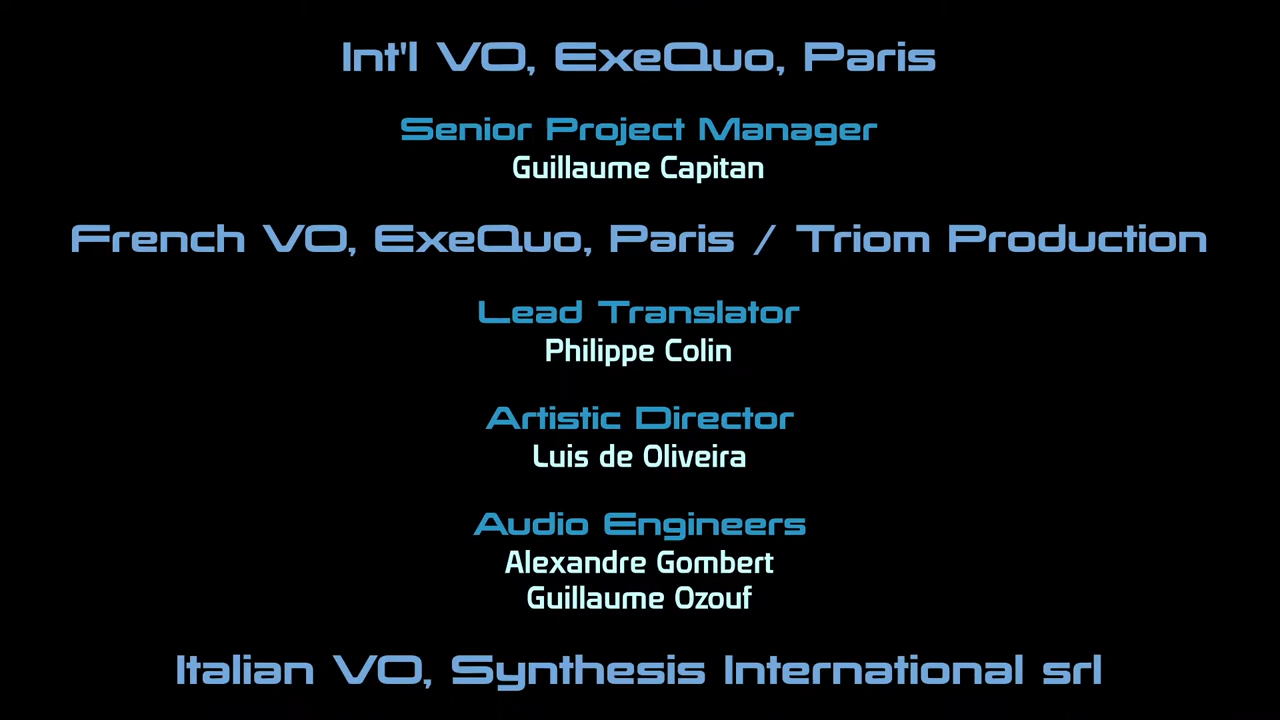 Int'l VO, ExeQuo, Paris
Senior Project Manager
Guillaume Capitan
French VO, ExeQuo, Paris / Triom Production
Lead Translator
Philippe Colin
Artistic Director
Luis de Oliveira
Audio Engineers
Alexandre Gombert
Guillaume Ozouf
Italian VO, Synthesis International srl